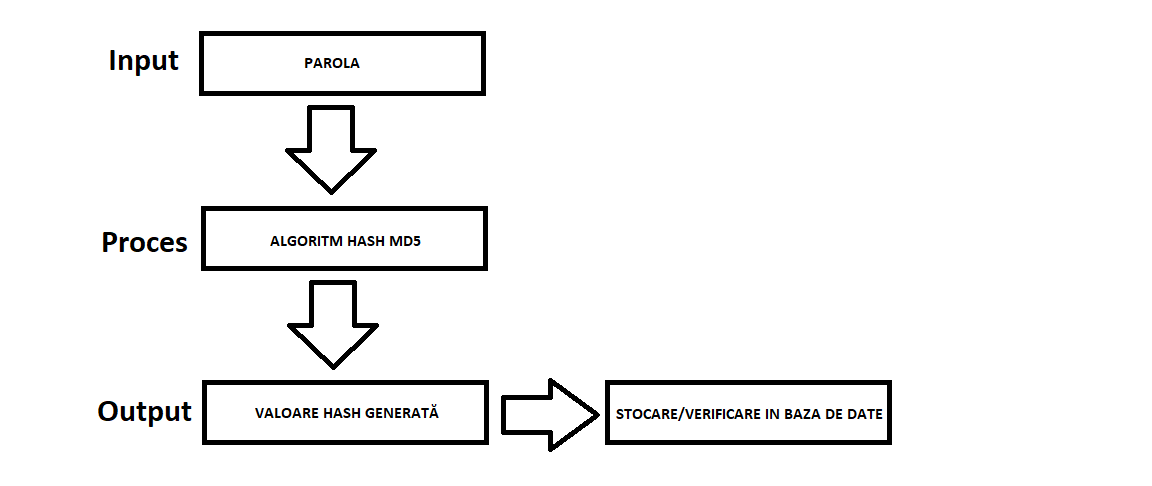 Input
PAROLA
Proces
ALGORITM HASH MD5
Output
VALOARE HASH GENERATĂ
STOCARE/VERIFICARE IN BAZA DE DATE